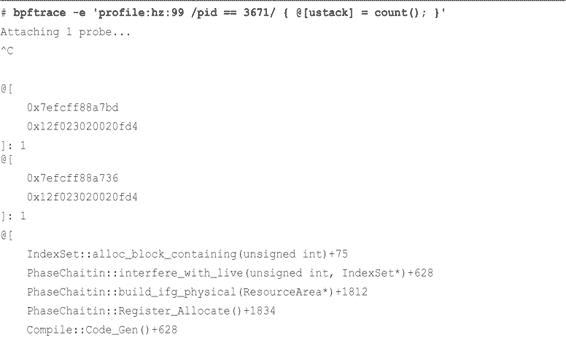 # bpftrace -e 'profile:hz:99 /pid == 3671/ { @[ustack] = count(); }'
Attaching 1 probe...
^C
@[
0x7efcff88a7bd
0x12f023020020fd4
]: 1
@[
0x7efcff88a736
0x12f023020020fd4
]: 1
@[
IndexSet::alloc_block_containing(unsigned int)+75
PhaseChaitin::interfere_with_live(unsigned int, IndexSet*)+628
PhaseChaitin::build_ifg_physical(ResourceArea*)+1812
PhaseChaitin::Register_Allocate()+1834
Compile::Code_Gen()+628